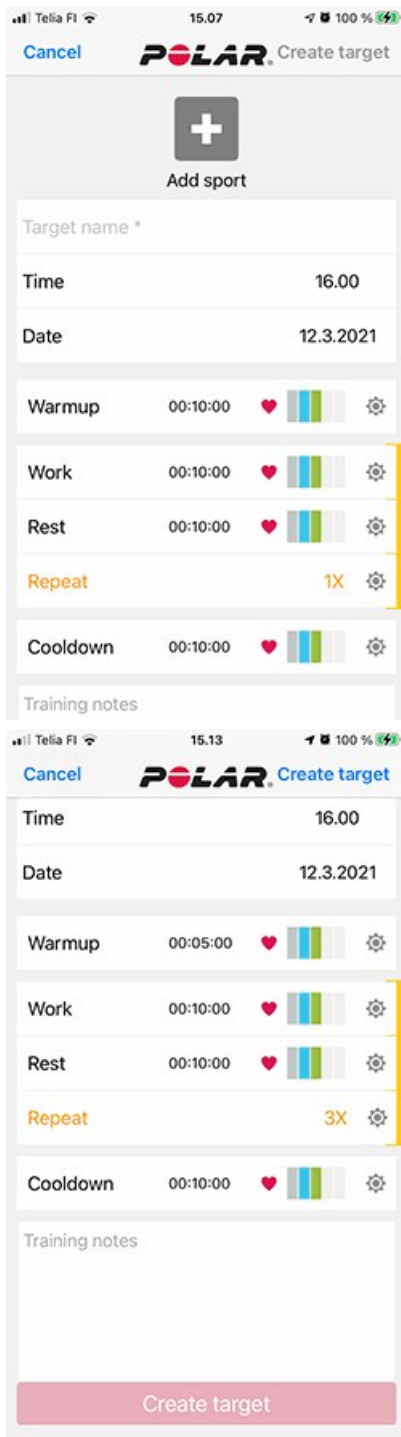 Telia FI 15.07 100 %
Cancel POLAR. Create target
Add sport
Target name *
Time 16.00
Date 12.3.2021
Warmup 00:10:00
Work 00:10:00
Rest 00:10:00
Repeat 1X
Cooldown 00:10:00
Training notes
Telia FI 15.13 100 %
Cancel POLAR. Create target
Time 16.00
Date 12.3.2021
Warmup 00:05:00
Work 00:10:00
Rest 00:10:00
Repeat 3X
Cooldown 00:10:00
Training notes
Create target